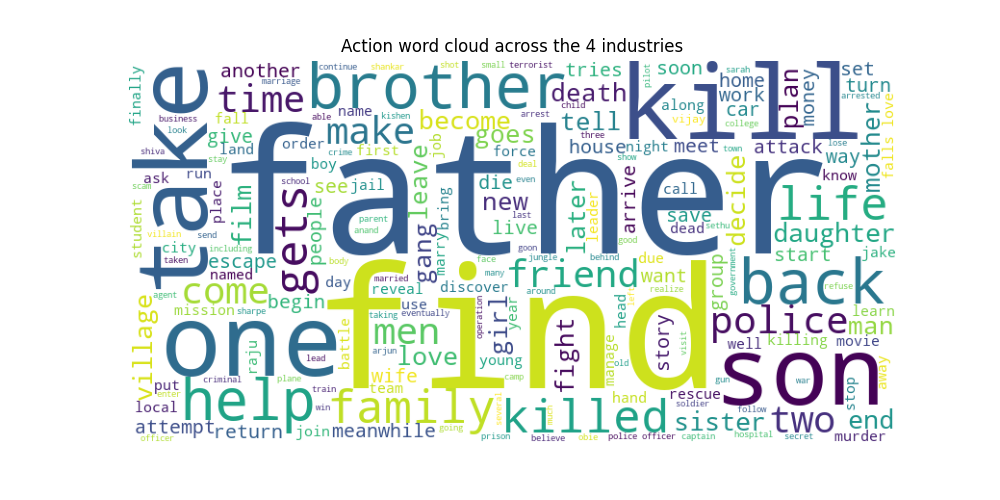 Action word cloud across the 4 industries
finally
another
continue
shankar
shot
small
terrorist
tries
soon
pilot
sarah
home
set
turn
marriage
time
brother
death
kill
work
plan
money
arrested
business
look
take
fall
able
kishen
name
become
arrest
child
tell
along
vijay
car
college
lose
falls love
give
land
order
make
job
goes
force
three
house
night
meet
attack
way
mother
shiva
stay
crime
first
boy
father
show
town
know
ask
run
place
school
see
jail
leave
deal
even
die
new
arrive
call
decide
life
student
scam
film
gets
people
parent
anand
gang
marry
bring
last
live
later
leader
save
dead
sethu
daughter
villain
send
city
including
goon
good
taken
escape
body
face
jungle
behind
due
start
jake
named
day
married
reveal
discover
many
friend
want
realize
group
government
back
refuse
agent
mission
come
begin
find
use
around
village
sharpe
taking
eventually
operation
year
head
left
police
learn
man
one
raju
battle
men
girl
fight
manage
story
visit
well
killing
movie
lead
arjun
love
young
old
son
away
put
criminal
plane
wife
team
camp
gun
war
stop
enter
train
hand
rescue
soldier
follow
local
help
win
family
several
killed
much
sister
two
end
attempt
return
join
meanwhile
going
officer
prison
believe
obie
police officer
captain
hospital
secret
murder